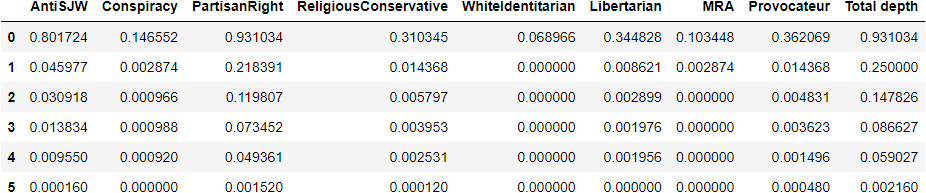 AntiSJW Conspiracy PartisanRight ReligiousConservative WhiteIdentitarian Libertarian MRA Provocateur Total depth
0 0.801724 0.146552 0.931034 0.310345 0.068966 0.344828 0.103448 0.362069 0.931034
1 0.045977 0.002874 0.218391 0.014368 0.000000 0.008621 0.002874 0.014368 0.250000
2 0.030918 0.000966 0.119807 0.005797 0.000000 0.002899 0.000000 0.004831 0.147826
3 0.013834 0.000988 0.073452 0.003953 0.000000 0.001976 0.000000 0.003623 0.086627
4 0.009550 0.000920 0.049361 0.002531 0.000000 0.001956 0.000000 0.001496 0.059027
5 0.000160 0.000000 0.001520 0.000120 0.000000 0.000000 0.000000 0.000480 0.002160